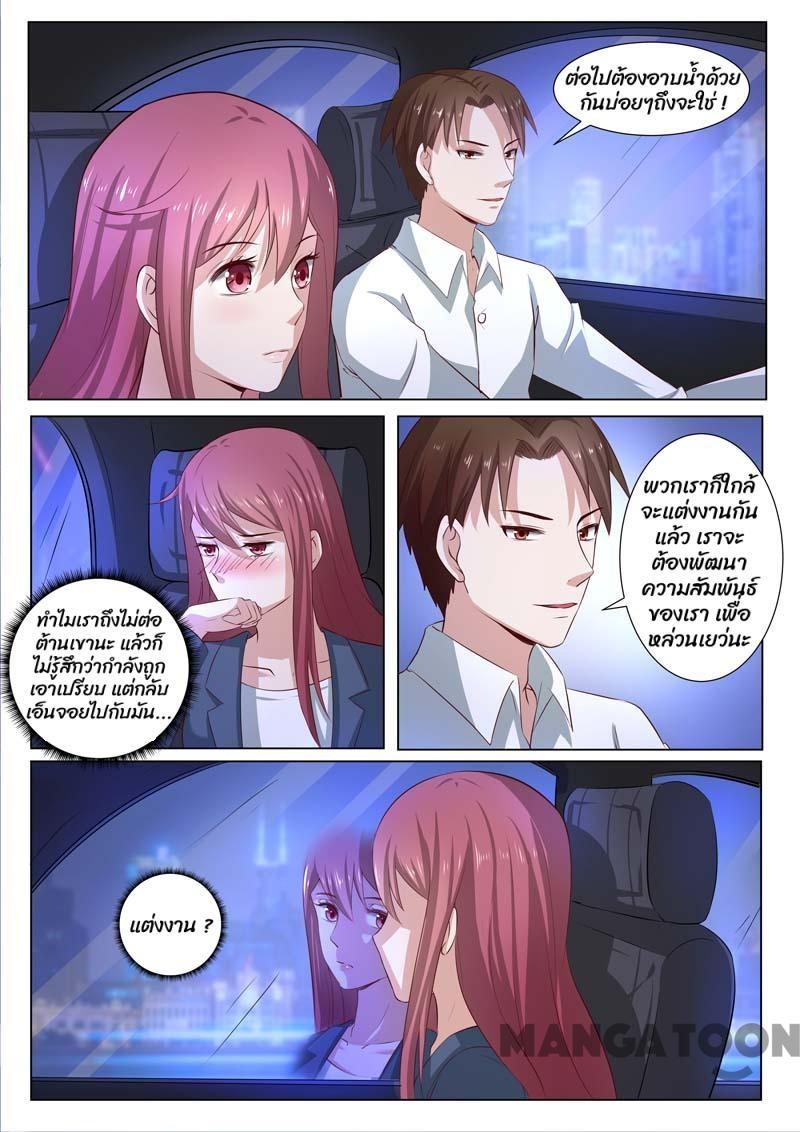 ต่อไปต้องอาบน้ำด้วย
กันบ่อยๆถึงจะใช่ !
ทำไมเราถึงไม่ต่อ
ต้านเขานะ แล้วก็
ไม่รู้สึกว่ากำลังถูก
เอาเปรียบ แต่กลับ
เอ็นจอยไปกับมัน...
พวกเราก็ใกล้
จะแต่งงานกัน
แล้ว เราจะ
ต้องพัฒนา
ความสัมพันธ์
ของเรา เพื่อ
หล่วนเยว่นะ
แต่งงาน ?
MANGATOON